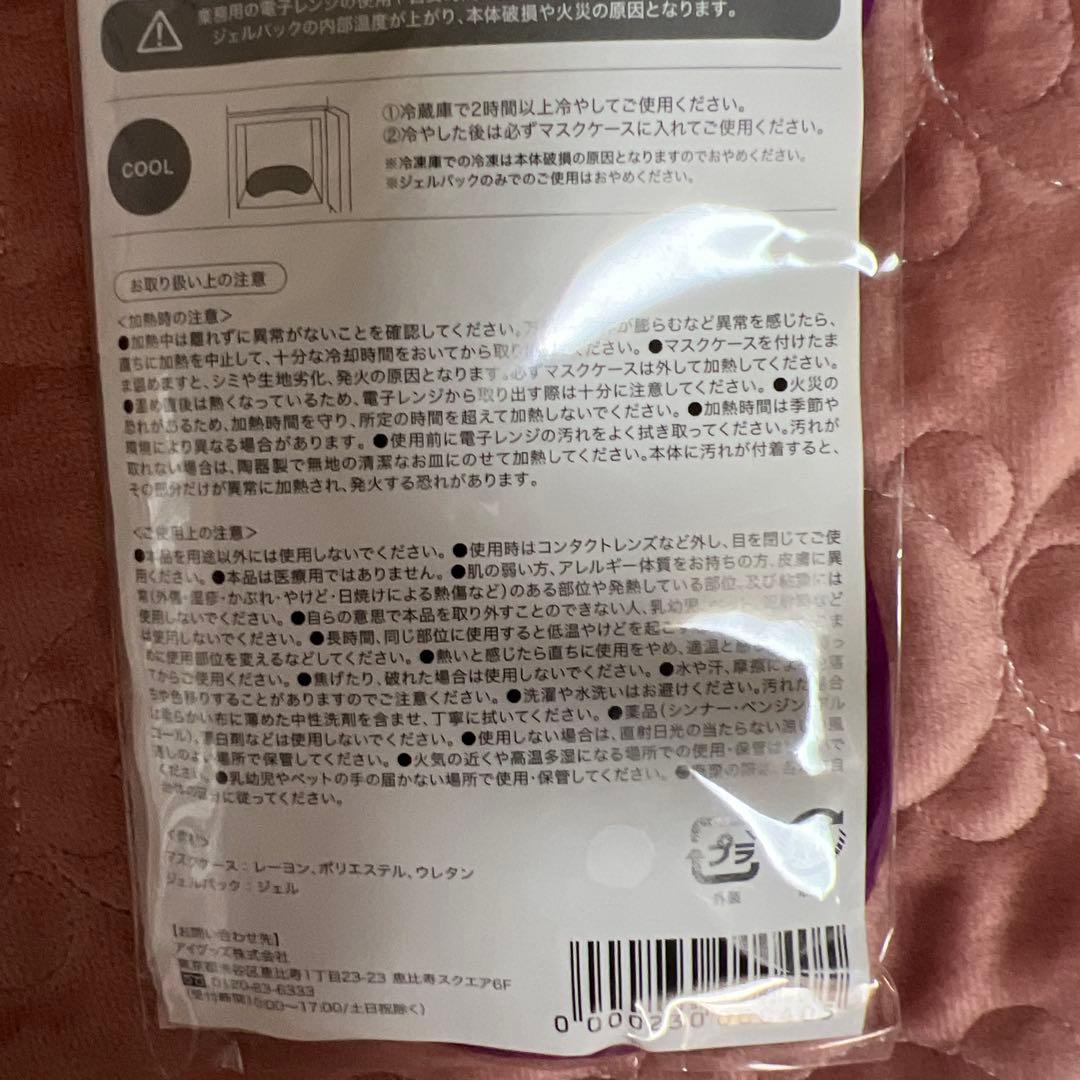 業務用の電子レンジの使用や
ジェルパックの内部温度が上がり、本体破損や火災の原因となります。
COOL
①冷蔵庫で2時間以上冷やしてご使用ください。
②冷やした後は必ずマスクケースに入れてご使用ください。
※冷凍庫での冷凍は本体破損の原因となりますのでおやめください。
※ジェルパックのみでのご使用はおやめください。
お取り扱い上の注意
<加熱時の注意>
●加熱中は離れずに異常がないことを確認してください。 が膨らむなど異常を感じたら、
直ちに加熱を中止して、十分な冷却時間をおいてから取り ください。●マスクケースを付けたま
ま温めますと、シミや生地劣化、発火の原因となります。必ずマスクケースは外して加熱してください。
●温め直後は熱くなっているため、電子レンジから取り出す際は十分に注意してください。●火災の
恐れがあるため、加熱時間を守り、所定の時間を超えて加熱しないでください。●加熱時間は季節や
環境により異なる場合があります。●使用前に電子レンジの汚れをよく拭き取ってください。汚れが
取れない場合は、陶器製で無地の清潔なお皿にのせて加熱してください。本体に汚れが付着すると、
その部分だけが異常に加熱され、発火する恐れがあります。
<ご使用上の注意>
●本品を用途以外には使用しないでください。●使用時はコンタクトレンズなど外し、目を閉じてご使
用ください。●本品は医療用ではありません。●肌の弱い方、アレルギー体質をお持ちの方、皮膚に異
常(外傷・湿疹・かぶれ・やけど・日焼けによる熱傷など)のある部位や発熱している部位、及び粘膜には
使用しないでください。●自らの意思で本品を取り外すことのできない人、乳幼児 など
は使用しないでください。●長時間、同じ部位に使用すると低温やけどを起こす
めに使用部位を変えるなどしてください。●熱いと感じたら直ちに使用をやめ、適温と感
てからご使用ください。●焦げたり、破れた場合は使用しないでください。●水や汗、摩擦による 落
ちや色移りすることがありますのでご注意ください。●洗濯や水洗いはお避けください。汚れた場合
は柔らかい布に薄めた中性洗剤を含ませ、丁寧に拭いてください。●薬品(シンナー・ベンジン・アル
コール)、漂白剤などは使用しないでください。●使用しない場合は、直射日光の当たらない涼しい風
通しのよい場所で保管してください。●火気の近くや高温多湿になる場所での使用・保管は
ください。●乳幼児やペットの手の届かない場所で使用・保管してください。 の際は、
の区分に従ってください。
<素材>
マスクケース:レーヨン、ポリエステル、ウレタン
ジェルパック:ジェル
プラ
外装
【お問い合わせ先】
アイグッズ株式会社
東京都渋谷区恵比寿1丁目23-23 恵比寿スクエア6F
0120-83-6333
(受付時間10:00〜17:00/土日祝除く)